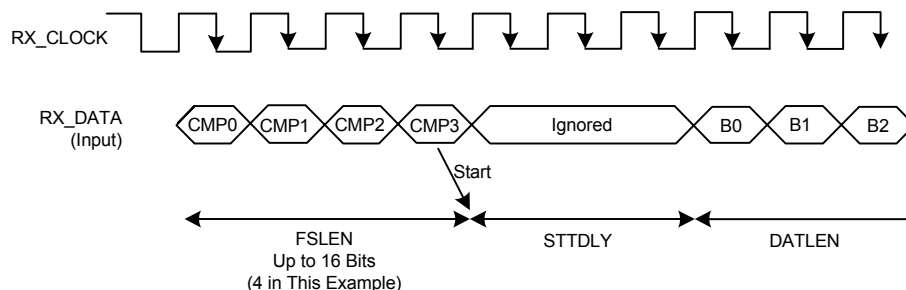 RX_CLOCK
RX_DATA
(Input)
CMP0 CMP1 CMP2 CMP3 Ignored B0 B1 B2
Start
FSLEN
Up to 16 Bits
(4 in This Example)
STTDLY
DATLEN